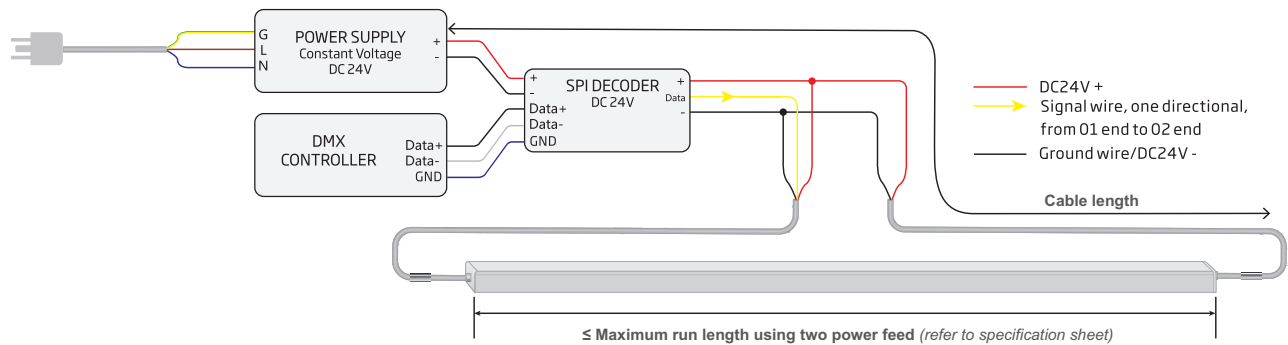 G
L
N
POWER SUPPLY
Constant Voltage
DC 24V
+
-
DMX
CONTROLLER
Data+
Data-
GND
+
-
Data+
Data-
GND
SPI DECODER
DC 24V
+
Data
-
DC24V +
Signal wire, one directional,
from 01 end to 02 end
Ground wire/DC24V -
Cable length
≤ Maximum run length using two power feed (refer to specification sheet)